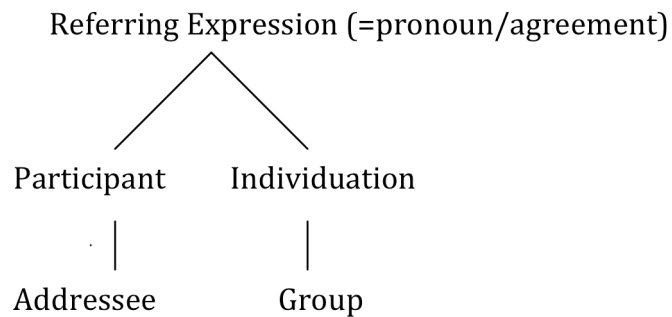 Referring Expression (=pronoun/agreement)
Participant Individuation
Addressee Group